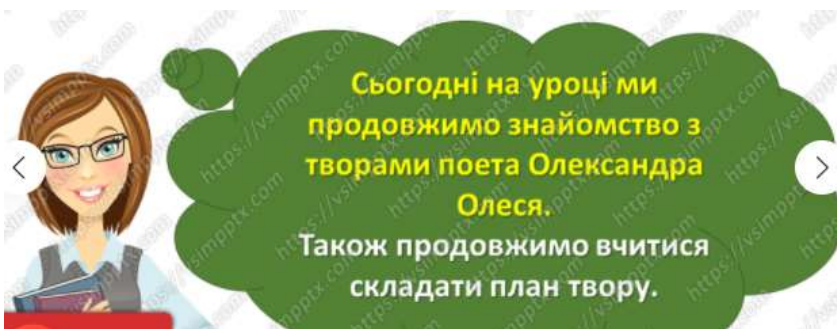 Сьогодні на уроці ми
продовжимо знайомство з
творами поета Олександра
Олеся.
Також продовжимо вчитися
складати план твору.